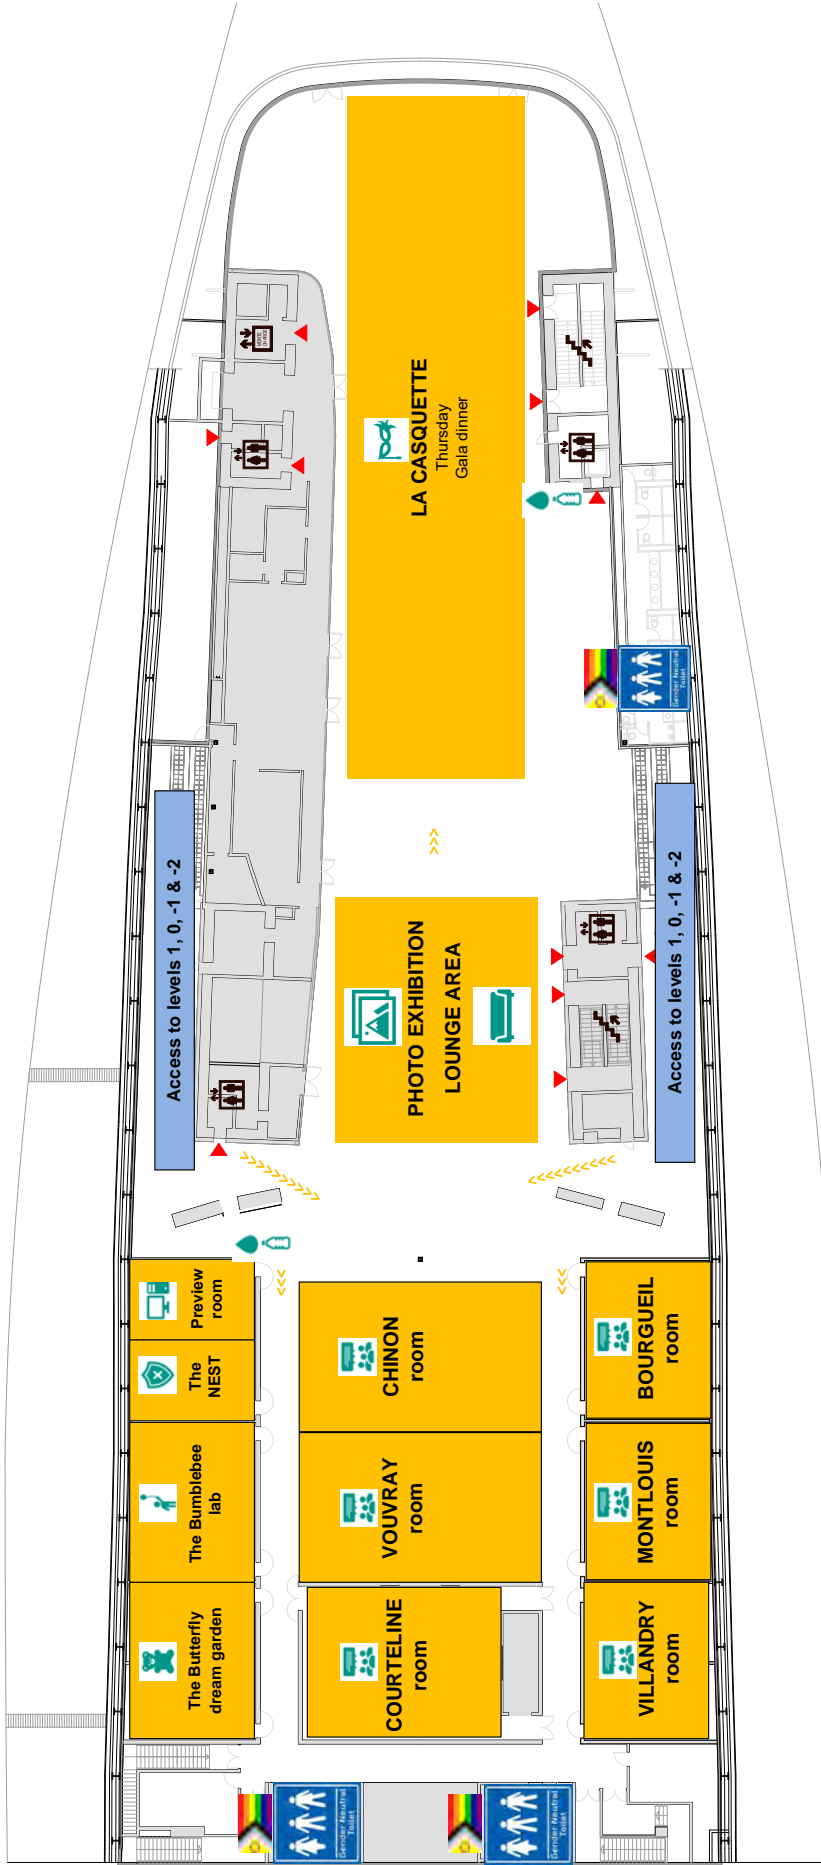 LA CASQUETTE
Thursday
Gala dinner
Gender Neutral
Toilet
Access to levels 1, 0, -1 & -2
Access to levels 1, 0, -1 & -2
PHOTO EXHIBITION
LOUNGE AREA
Preview
room
The
NEST
The Bumblebee
lab
The Butterfly
dream garden
CHINON
room
VOUVRAY
room
COURTELINE
room
BOURGUEIL
room
MONTLOUIS
room
VILLANDRY
room
Gender Neutral
Toilet
Gender Neutral
Toilet